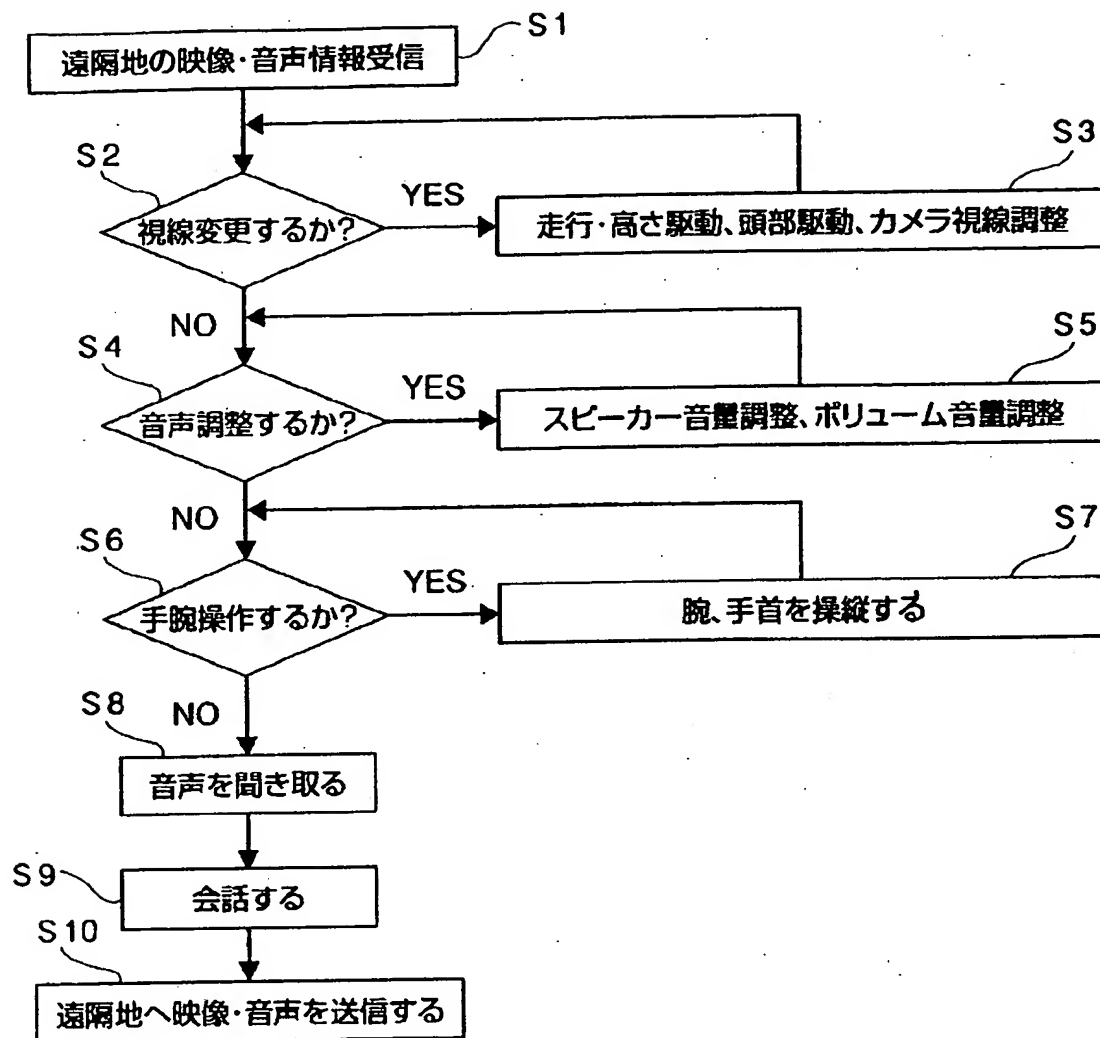 S1
遠隔地の映像・音声情報受信
S2
視線変更するか?
YES
S3
走行・高さ駆動、頭部駆動、カメラ視線調整
NO
S4
音声調整するか?
YES
S5
スピーカー音量調整、ボリューム音量調整
NO
S6
手腕操作するか?
YES
S7
腕、手首を操縦する
NO
S8
音声を聞き取る
S9
会話する
S10
遠隔地へ映像・音声を送信する